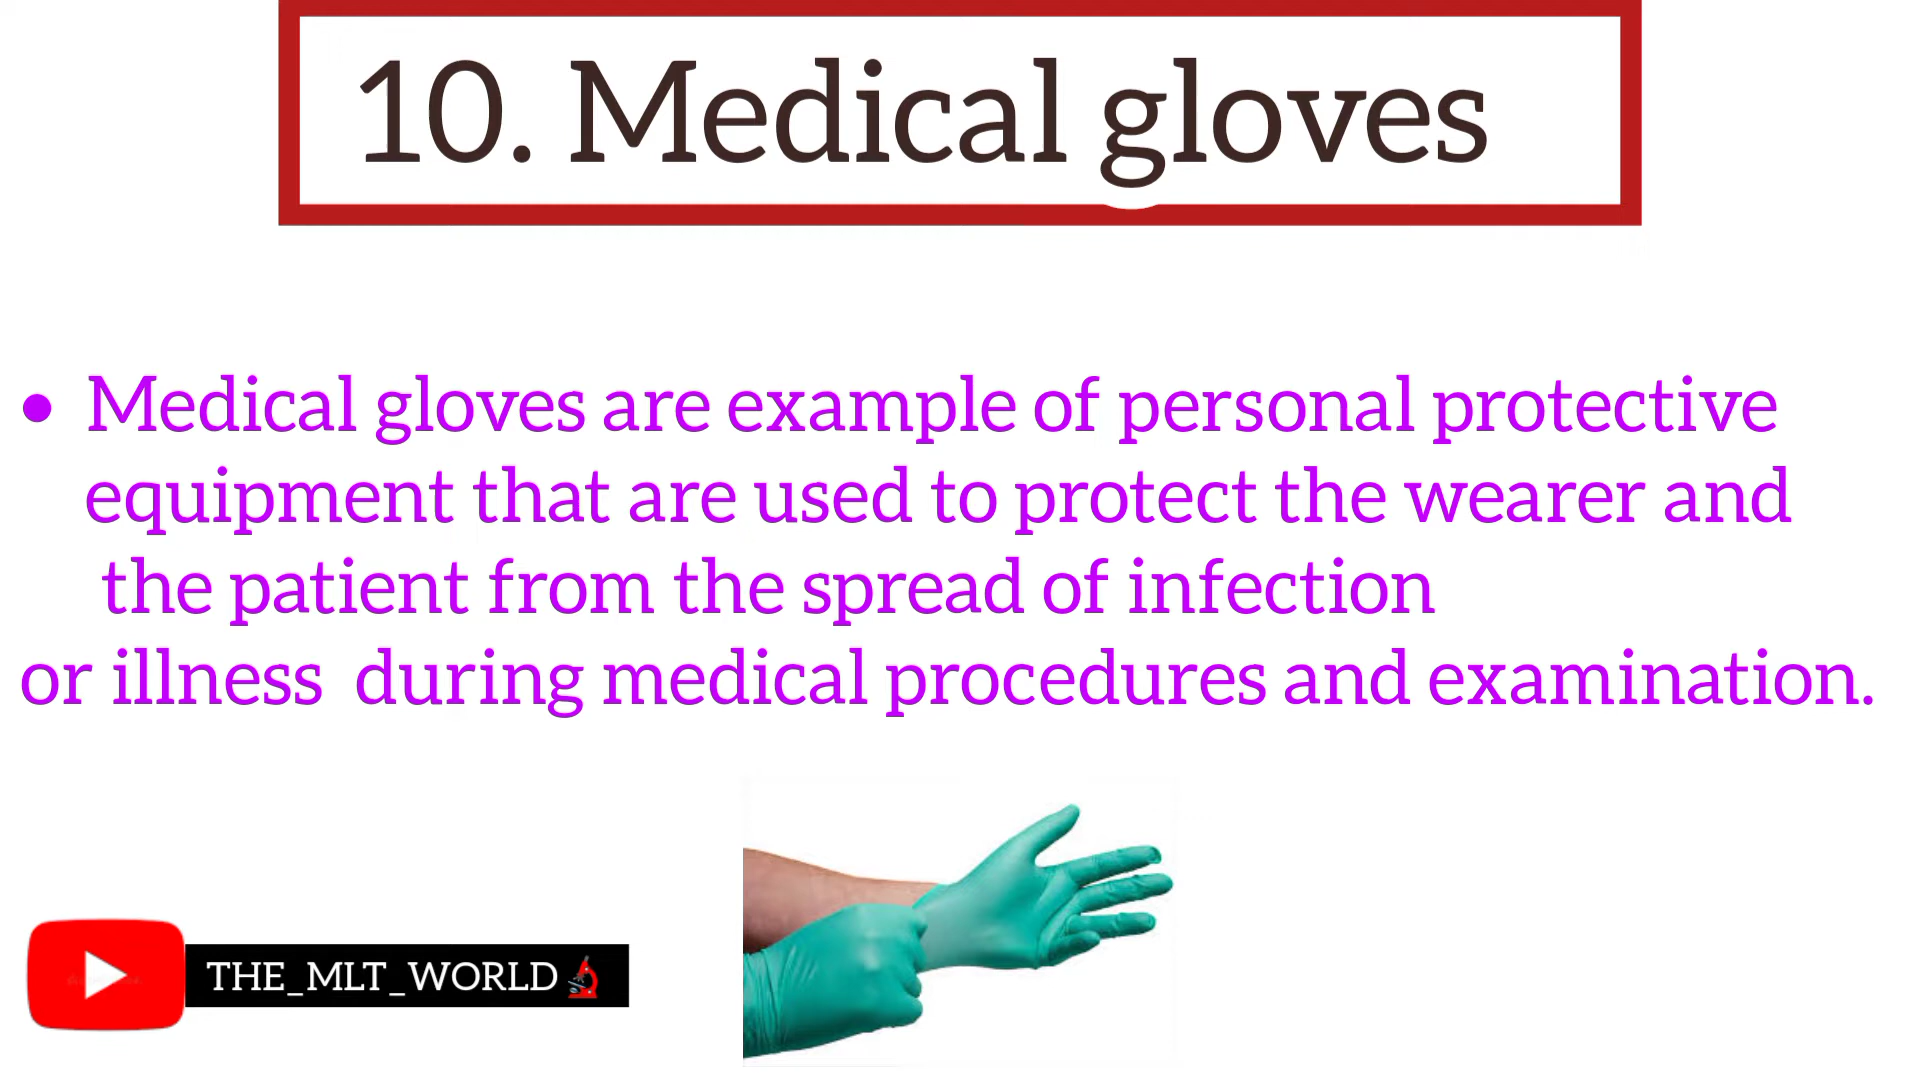 10. Medical gloves
• Medical gloves are example of personal protective
equipment that are used to protect the wearer and
the patient from the spread of infection
or illness during medical procedures and examination.
THE_MLT_WORLD🔬